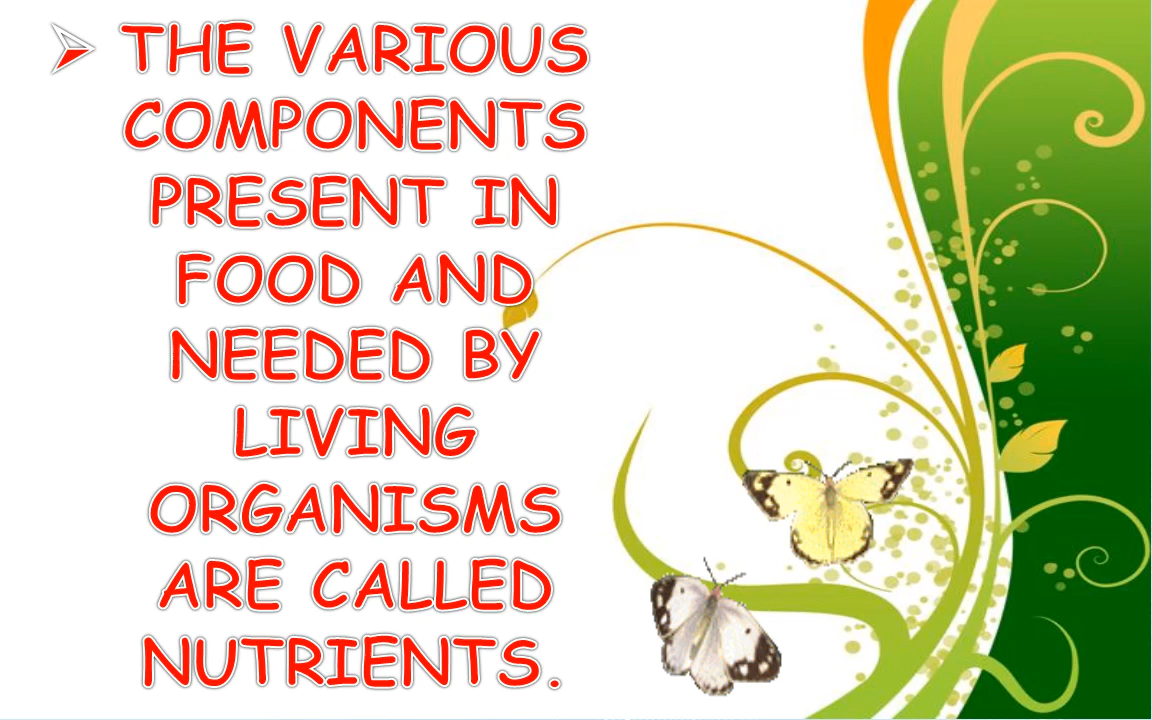 THE VARIOUS
COMPONENTS
PRESENT IN
FOOD AND
NEEDED BY
LIVING
ORGANISMS
ARE CALLED
NUTRIENTS.